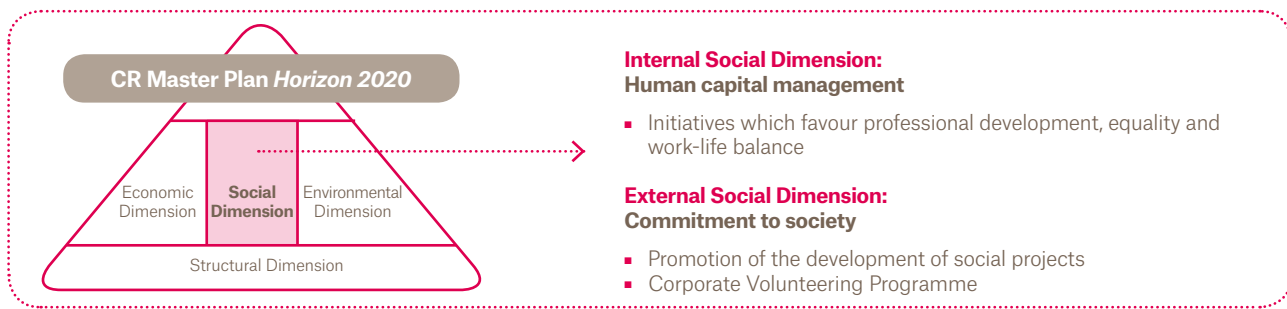 CR Master Plan Horizon 2020
Economic
Dimension
Social
Dimension
Environmental
Dimension
Structural Dimension
Internal Social Dimension:
Human capital management
▪ Initiatives which favour professional development, equality and
work-life balance
External Social Dimension:
Commitment to society
▪ Promotion of the development of social projects
▪ Corporate Volunteering Programme